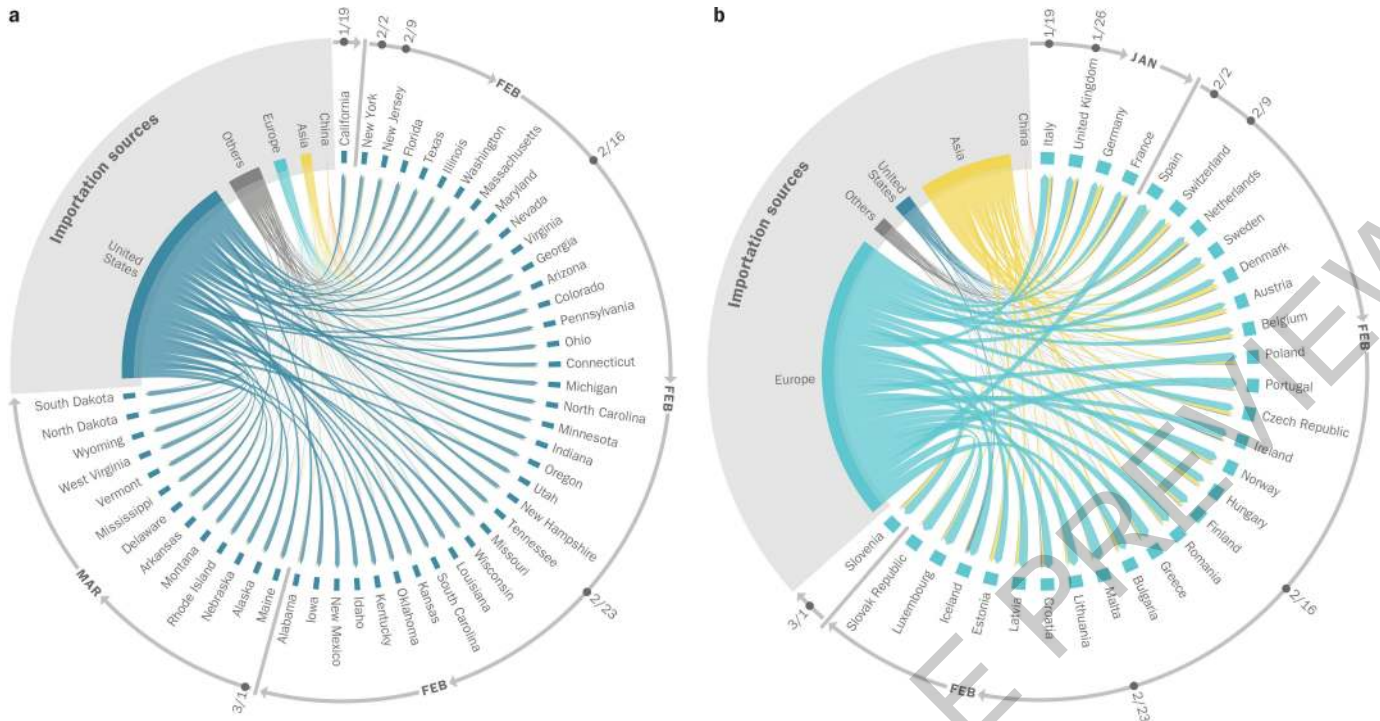 a
1/19
2/2
2/9
FEB
2/16
FEB
2/23
FEB
3/1
MAR
Importation sources
United
States
Others
Europe
Asia
China
California
New York
New Jersey
Florida
Texas
Illinois
Washington
Massachusetts
Maryland
Nevada
Virginia
Georgia
Arizona
Colorado
Pennsylvania
Ohio
Connecticut
Michigan
North Carolina
Minnesota
Indiana
Oregon
Utah
New Hampshire
Tennessee
Missouri
Wisconsin
Louisiana
South Carolina
Kansas
Oklahoma
Kentucky
Idaho
New Mexico
Iowa
Alabama
Maine
Alaska
Nebraska
Rhode Island
Montana
Arkansas
Delaware
Mississippi
Vermont
West Virginia
Wyoming
North Dakota
South Dakota
b
1/19
1/26
JAN
2/2
2/9
FEB
2/16
2/23
FEB
3/1
Importation sources
Europe
Others
United
States
Asia
China
Italy
United Kingdom
Germany
France
Spain
Switzerland
Netherlands
Sweden
Denmark
Austria
Belgium
Poland
Portugal
Czech Republic
Ireland
Norway
Hungary
Finland
Romania
Greece
Bulgaria
Malta
Lithuania
Croatia
Latvia
Estonia
Iceland
Luxembourg
Slovak Republic
Slovenia
E PREVIEW